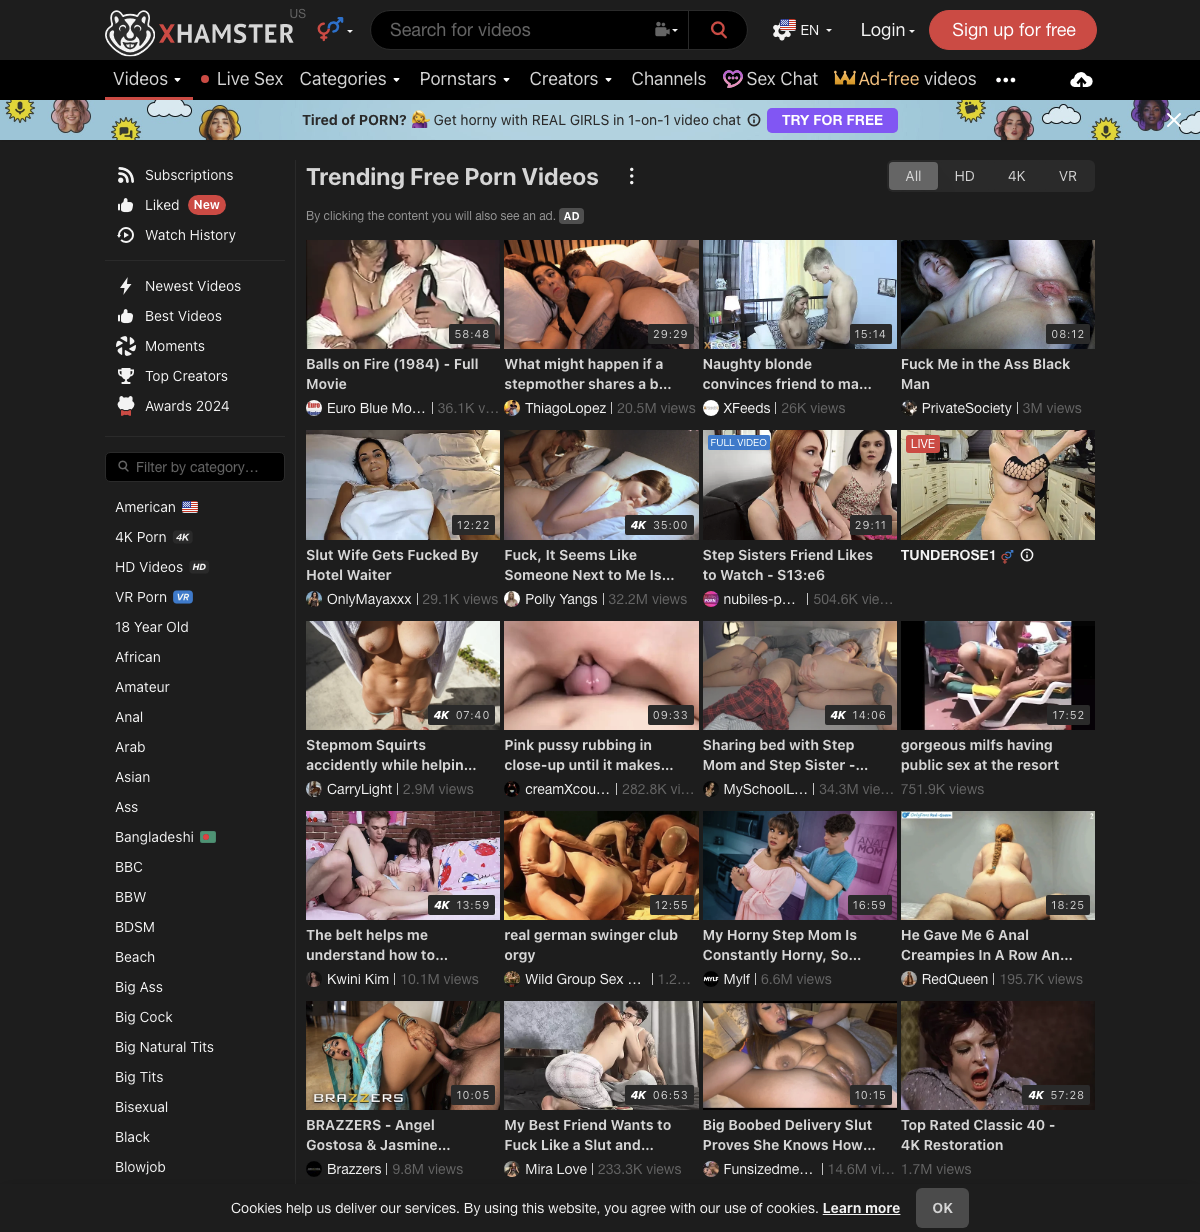 XHAMSTER US
Search for videos
EN
Login
Sign up for free
Videos
Live Sex
Categories
Pornstars
Creators
Channels
Sex Chat
Ad-free videos
Tired of PORN? Get horny with REAL GIRLS in 1-on-1 video chat TRY FOR FREE
Subscriptions
Liked New
Watch History
Newest Videos
Best Videos
Moments
Top Creators
Awards 2024
Filter by category...
American
4K Porn 4K
HD Videos HD
VR Porn VR
18 Year Old
African
Amateur
Anal
Arab
Asian
Ass
Bangladeshi
BBC
BBW
BDSM
Beach
Big Ass
Big Cock
Big Natural Tits
Big Tits
Bisexual
Black
Blowjob
Trending Free Porn Videos
All HD 4K VR
By clicking the content you will also see an ad. AD
58:48
Balls on Fire (1984) - Full
Movie
Euro Blue Mo... | 36.1K v...
29:29
What might happen if a
stepmother shares a b...
ThiagoLopez | 20.5M views
XFEEDS
15:14
Naughty blonde
convinces friend to ma...
XFeeds | 26K views
08:12
Fuck Me in the Ass Black
Man
PrivateSociety | 3M views
12:22
Slut Wife Gets Fucked By
Hotel Waiter
OnlyMayaxxx | 29.1K views
4K 35:00
Fuck, It Seems Like
Someone Next to Me Is...
Polly Yangs | 32.2M views
FULL VIDEO
29:11
Step Sisters Friend Likes
to Watch - S13:e6
nubiles-p... | 504.6K vie...
LIVE
TUNDEROSE1
4K 07:40
Stepmom Squirts
accidently while helpin...
CarryLight | 2.9M views
09:33
Pink pussy rubbing in
close-up until it makes...
creamXcou... | 282.8K vi...
4K 14:06
Sharing bed with Step
Mom and Step Sister -...
MySchoolL... | 34.3M vie...
17:52
gorgeous milfs having
public sex at the resort
751.9K views
4K 13:59
The belt helps me
understand how to...
Kwini Kim | 10.1M views
12:55
real german swinger club
orgy
Wild Group Sex ... | 1.2...
ANAL MOM
16:59
My Horny Step Mom Is
Constantly Horny, So...
MYLF
Mylf | 6.6M views
18:25
He Gave Me 6 Anal
Creampies In A Row An...
RedQueen | 195.7K views
BRAZZERS
10:05
BRAZZERS - Angel
Gostosa & Jasmine...
Brazzers | 9.8M views
4K 06:53
My Best Friend Wants to
Fuck Like a Slut and...
Mira Love | 233.3K views
10:15
Big Boobed Delivery Slut
Proves She Knows How...
Funsizedme... | 14.6M vi...
4K 57:28
Top Rated Classic 40 -
4K Restoration
1.7M views
Cookies help us deliver our services. By using this website, you agree with our use of cookies. Learn more OK